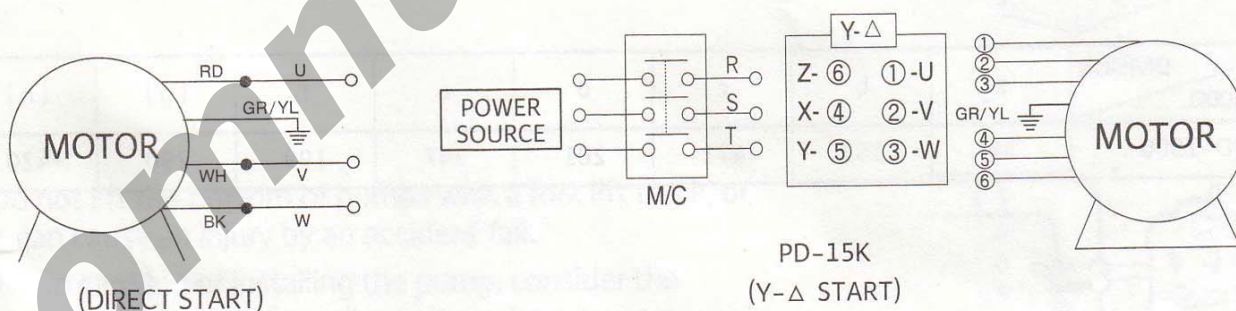 MOTOR
RD U
GR/YL
WH V
BK W
(DIRECT START)
POWER
SOURCE
R
S
T
M/C
Y-△
Z-⑥ ①-U
X-④ ②-V
Y-⑤ ③-W
PD-15K
(Y-△ START)
①
②
③
GR/YL
④
⑤
⑥
MOTOR